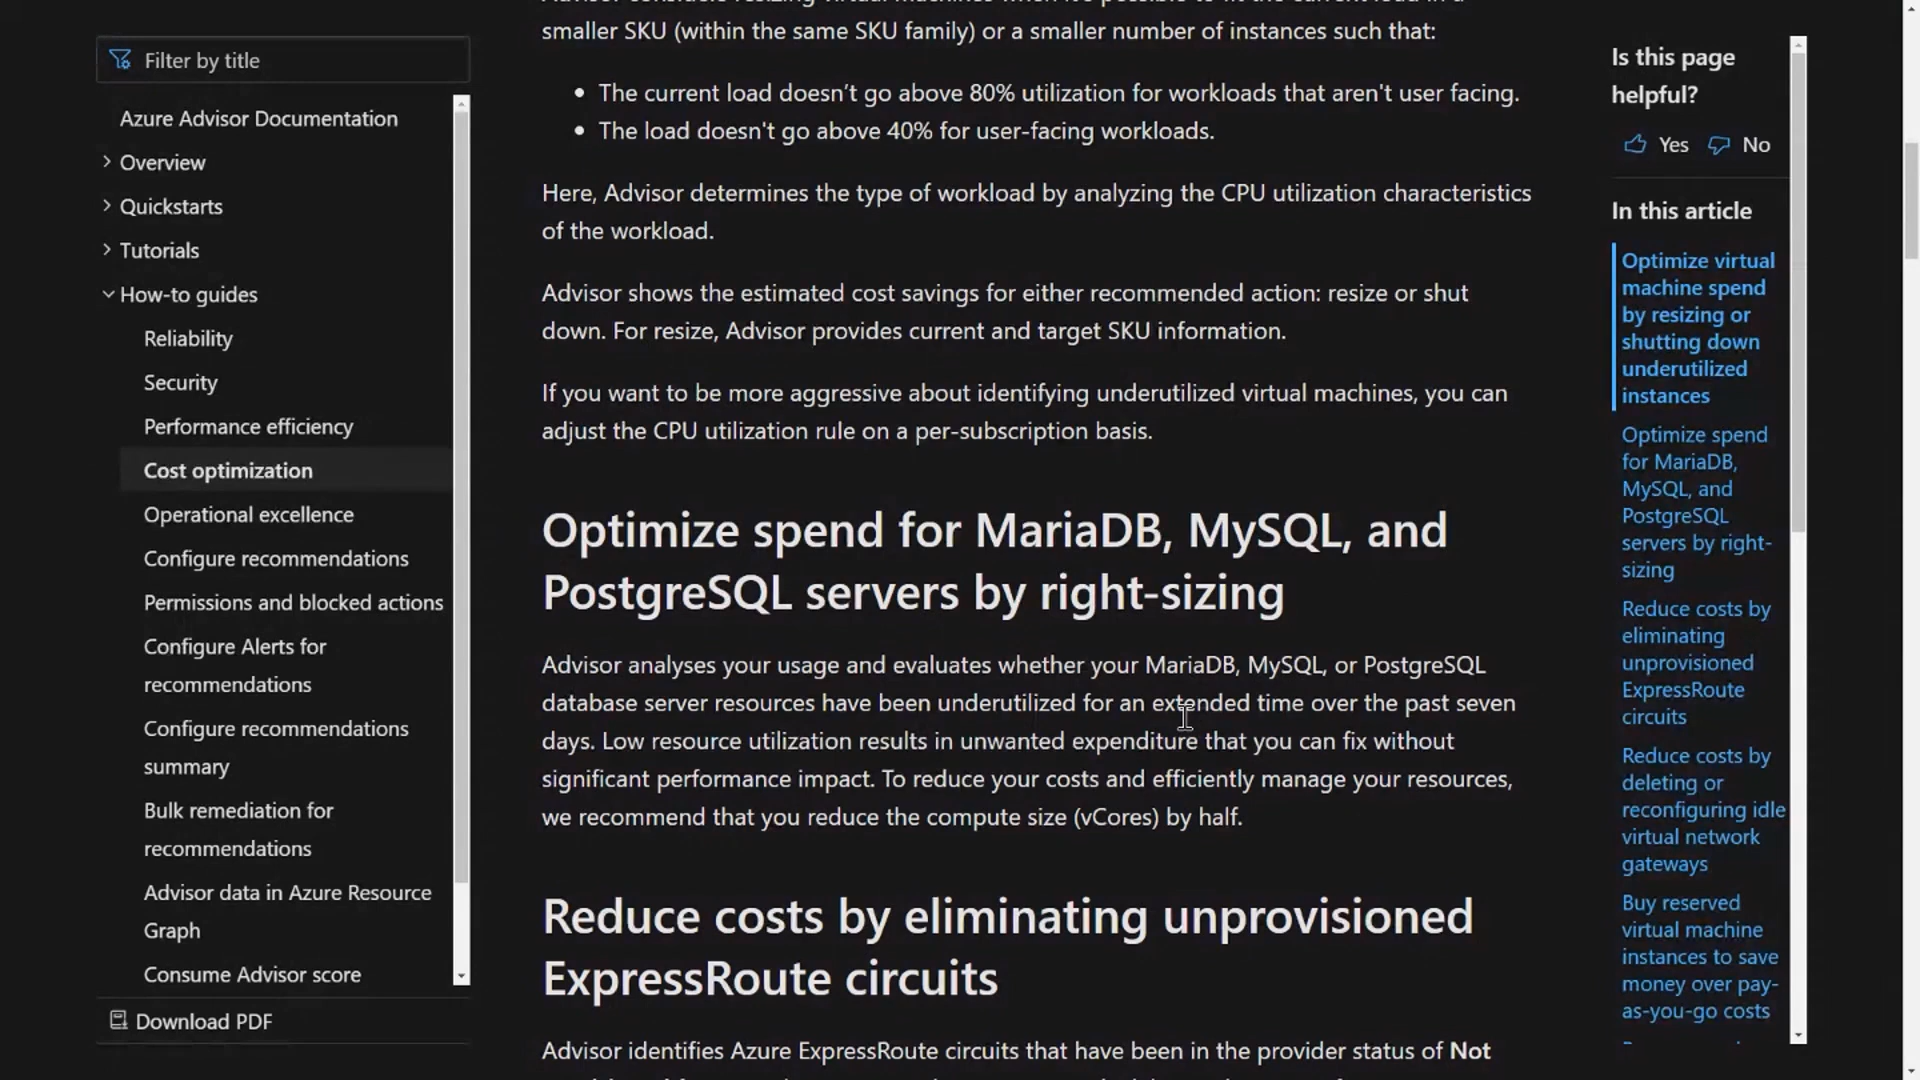 Filter by title
Azure Advisor Documentation
Overview
Quickstarts
Tutorials
How-to guides
Reliability
Security
Performance efficiency
Cost optimization
Operational excellence
Configure recommendations
Permissions and blocked actions
Configure Alerts for
recommendations
Configure recommendations
summary
Bulk remediation for
recommendations
Advisor data in Azure Resource
Graph
Consume Advisor score
Download PDF
smaller SKU (within the same SKU family) or a smaller number of instances such that:
• The current load doesn’t go above 80% utilization for workloads that aren't user facing.
• The load doesn't go above 40% for user-facing workloads.
Here, Advisor determines the type of workload by analyzing the CPU utilization characteristics
of the workload.
Advisor shows the estimated cost savings for either recommended action: resize or shut
down. For resize, Advisor provides current and target SKU information.
If you want to be more aggressive about identifying underutilized virtual machines, you can
adjust the CPU utilization rule on a per-subscription basis.
Optimize spend for MariaDB, MySQL, and
PostgreSQL servers by right-sizing
Advisor analyses your usage and evaluates whether your MariaDB, MySQL, or PostgreSQL
database server resources have been underutilized for an extended time over the past seven
days. Low resource utilization results in unwanted expenditure that you can fix without
significant performance impact. To reduce your costs and efficiently manage your resources,
we recommend that you reduce the compute size (vCores) by half.
Reduce costs by eliminating unprovisioned
ExpressRoute circuits
Advisor identifies Azure ExpressRoute circuits that have been in the provider status of Not
Is this page
helpful?
Yes No
In this article
Optimize virtual
machine spend
by resizing or
shutting down
underutilized
instances
Optimize spend
for MariaDB,
MySQL, and
PostgreSQL
servers by right-
sizing
Reduce costs by
eliminating
unprovisioned
ExpressRoute
circuits
Reduce costs by
deleting or
reconfiguring idle
virtual network
gateways
Buy reserved
virtual machine
instances to save
money over pay-
as-you-go costs